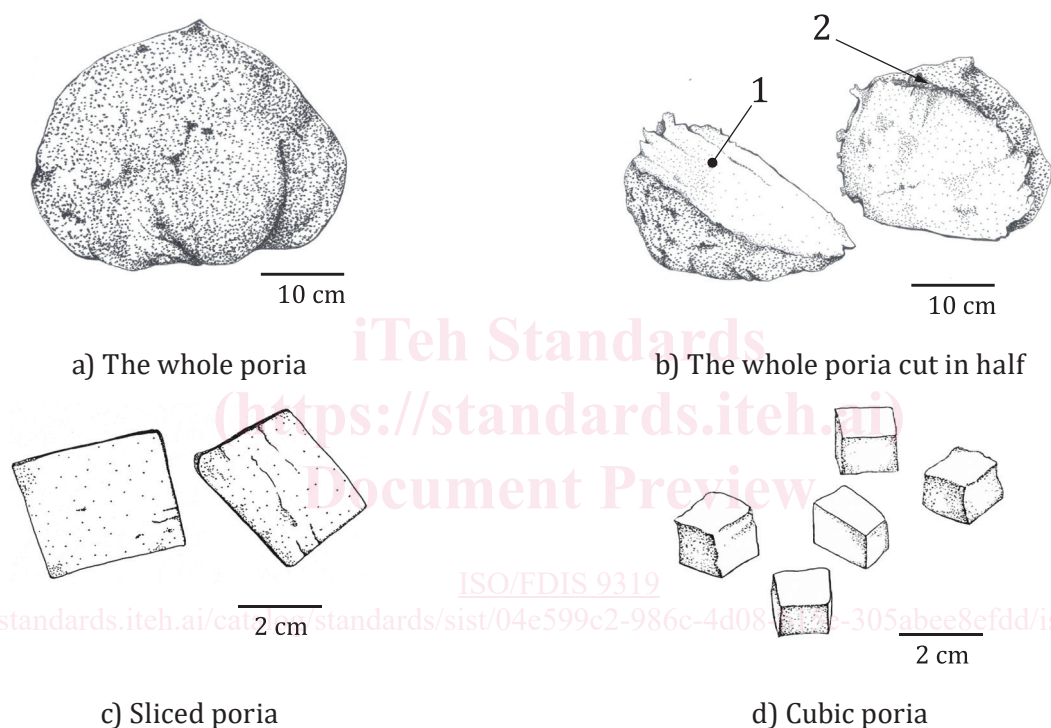 2
1
10 cm
10 cm
iTeh Standards
a) The whole poria
b) The whole poria cut in half
(https://standards.iteh.ai)
Document Preview
ISO/FDIS 9319
2 cm
2 cm
c) Sliced poria
d) Cubic poria